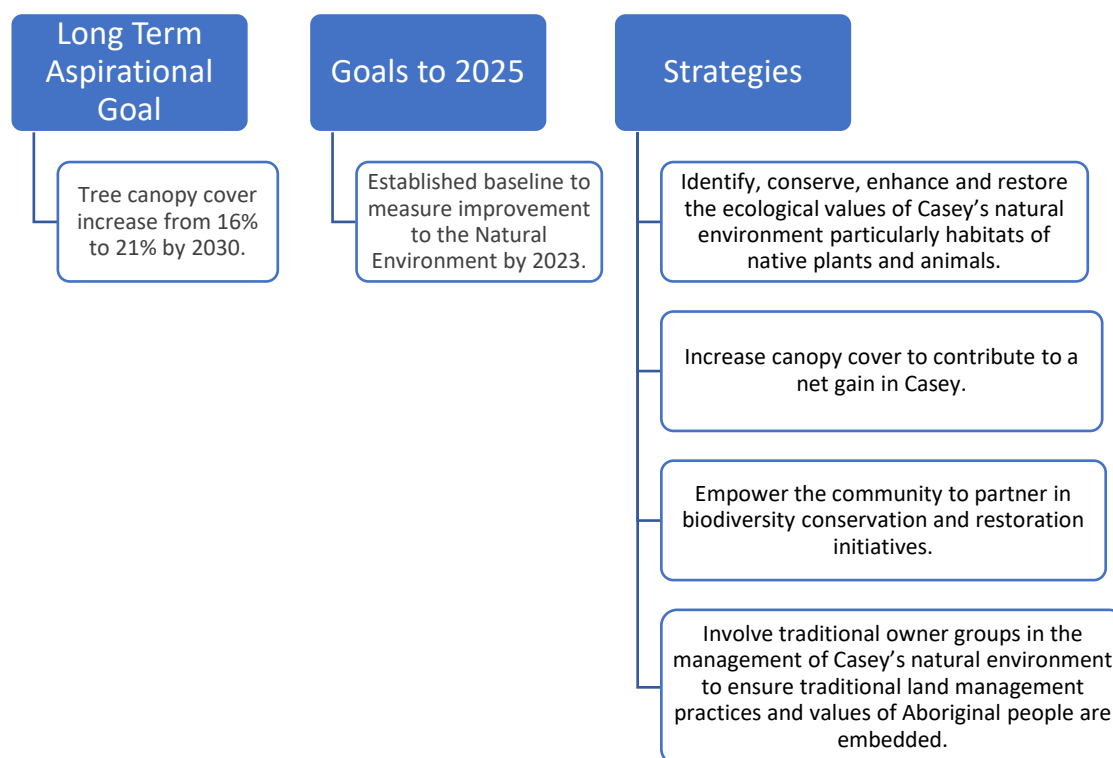 Long Term
Aspirational
Goal
Tree canopy cover
increase from 16%
to 21% by 2030.
Goals to 2025
Established baseline to
measure improvement
to the Natural
Environment by 2023.
Strategies
Identify, conserve, enhance and restore
the ecological values of Casey’s natural
environment particularly habitats of
native plants and animals.
Increase canopy cover to contribute to a
net gain in Casey.
Empower the community to partner in
biodiversity conservation and restoration
initiatives.
Involve traditional owner groups in the
management of Casey’s natural environment
to ensure traditional land management
practices and values of Aboriginal people are
embedded.